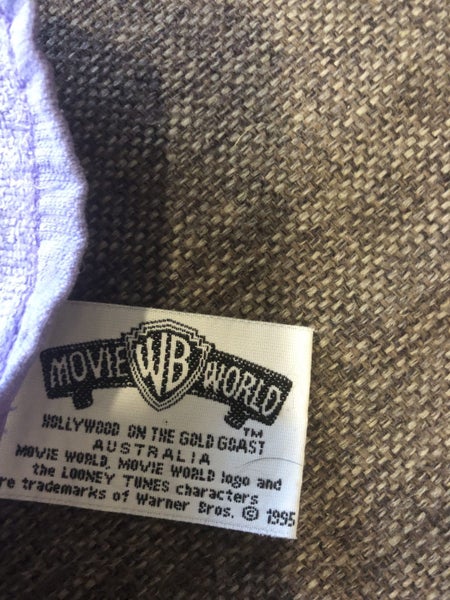 MOVIE WB WORLD
TM
HOLLYWOOD ON THE GOLD COAST
AUSTRALIA
MOVIE WORLD, MOVIE WORLD logo and
the LOONEY TUNES characters
re trademarks of Warner Bros. © 1995